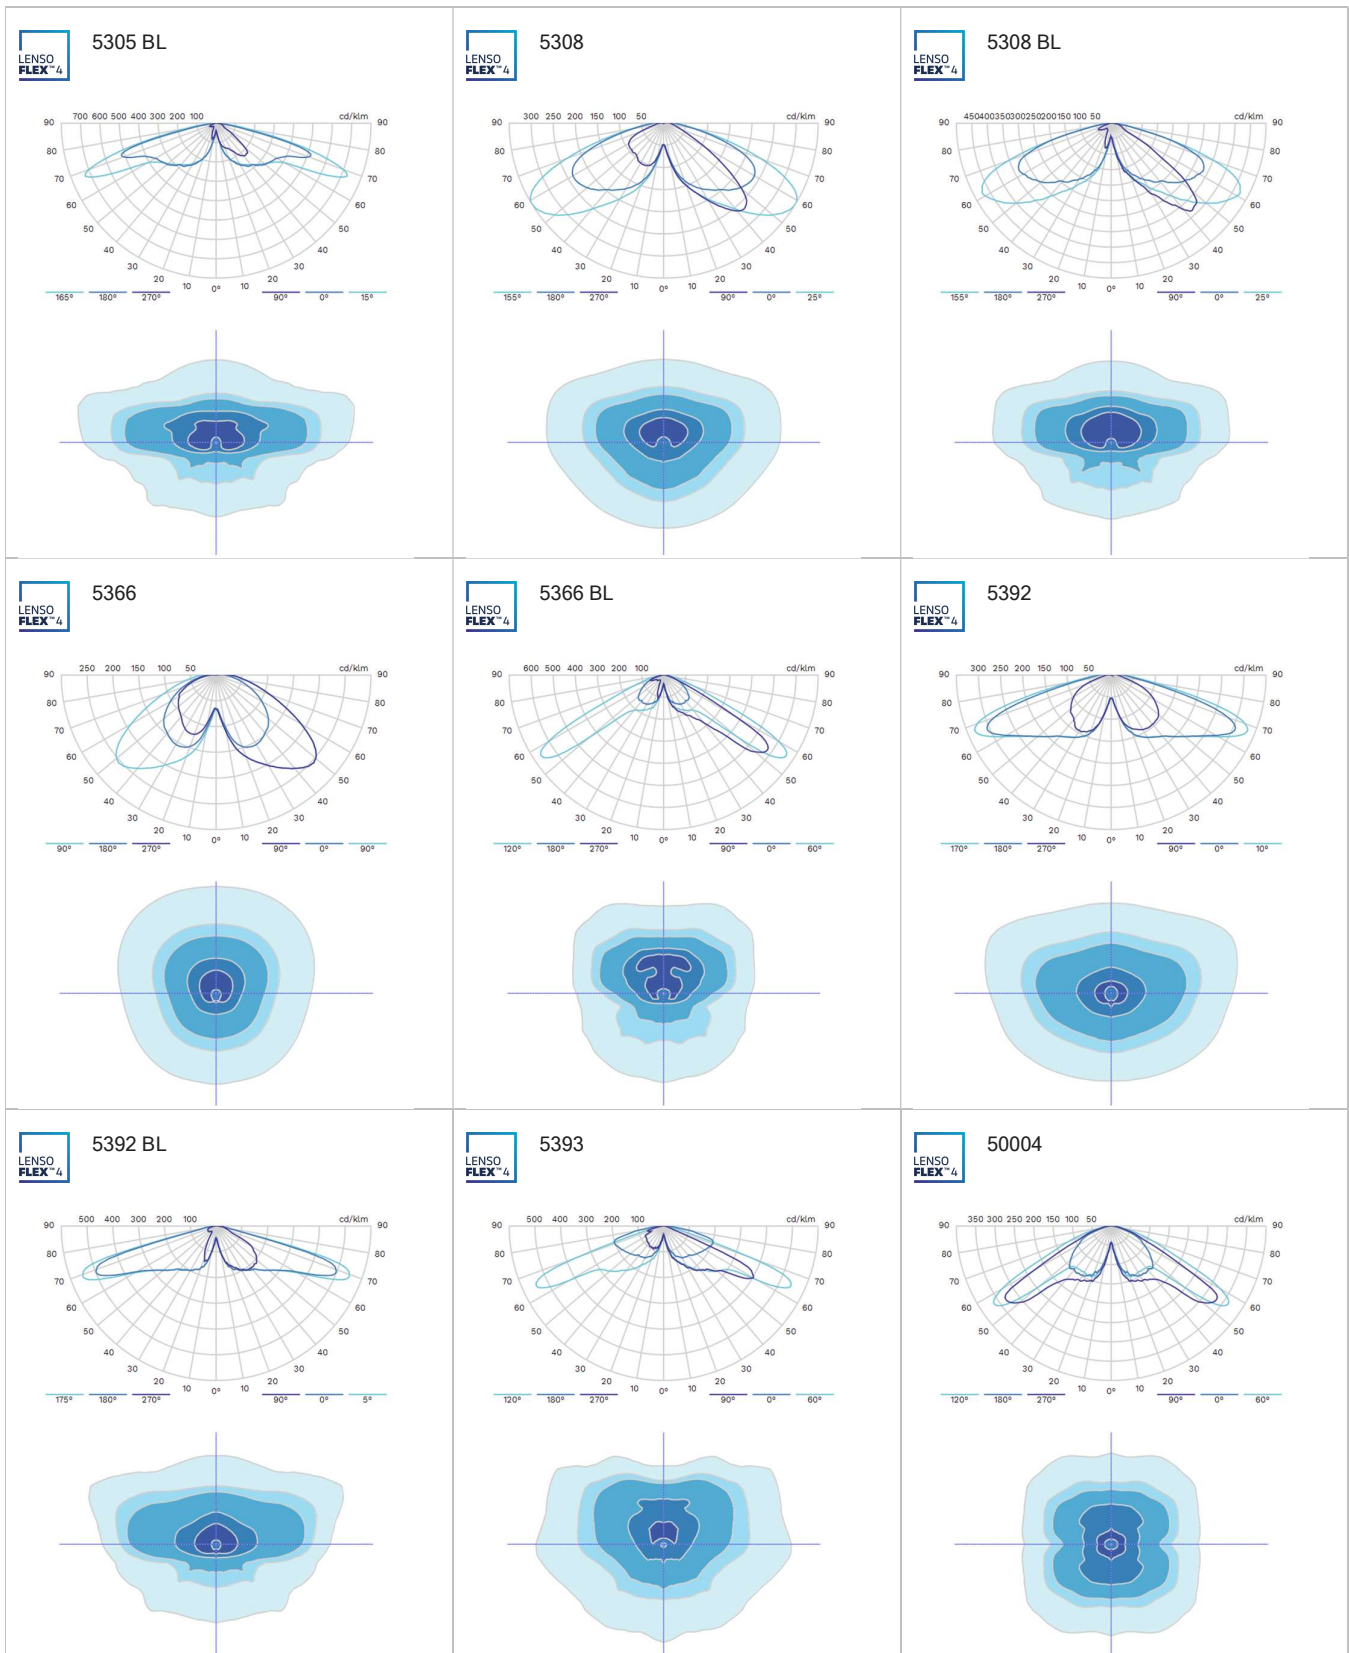 5305 BL
LENSO
FLEX™4
700 600 500 400 300 200 100 cd/klm
90 90
80 80
70 70
60 60
50 50
40 40
30 30
20 20
10 0° 10
165° 180° 270° 90° 0° 15°
5308
LENSO
FLEX™4
300 250 200 150 100 50 cd/klm
90 90
80 80
70 70
60 60
50 50
40 40
30 30
20 20
10 0° 10
155° 180° 270° 90° 0° 25°
5308 BL
LENSO
FLEX™4
450400350300250200150 100 50 cd/klm
90 90
80 80
70 70
60 60
50 50
40 40
30 30
20 20
10 0° 10
155° 180° 270° 90° 0° 25°
5366
LENSO
FLEX™4
250 200 150 100 50 cd/klm
90 90
80 80
70 70
60 60
50 50
40 40
30 30
20 20
10 0° 10
90° 180° 270° 90° 0° 90°
5366 BL
LENSO
FLEX™4
600 500 400 300 200 100 cd/klm
90 90
80 80
70 70
60 60
50 50
40 40
30 30
20 20
10 0° 10
120° 180° 270° 90° 0° 60°
5392
LENSO
FLEX™4
300 250 200 150 100 50 cd/klm
90 90
80 80
70 70
60 60
50 50
40 40
30 30
20 20
10 0° 10
170° 180° 270° 90° 0° 10°
5392 BL
LENSO
FLEX™4
500 400 300 200 100 cd/klm
90 90
80 80
70 70
60 60
50 50
40 40
30 30
20 20
10 0° 10
175° 180° 270° 90° 0° 5°
5393
LENSO
FLEX™4
500 400 300 200 100 cd/klm
90 90
80 80
70 70
60 60
50 50
40 40
30 30
20 20
10 0° 10
120° 180° 270° 90° 0° 60°
50004
LENSO
FLEX™4
350 300 250 200 150 100 50 cd/klm
90 90
80 80
70 70
60 60
50 50
40 40
30 30
20 20
10 0° 10
120° 180° 270° 90° 0° 60°